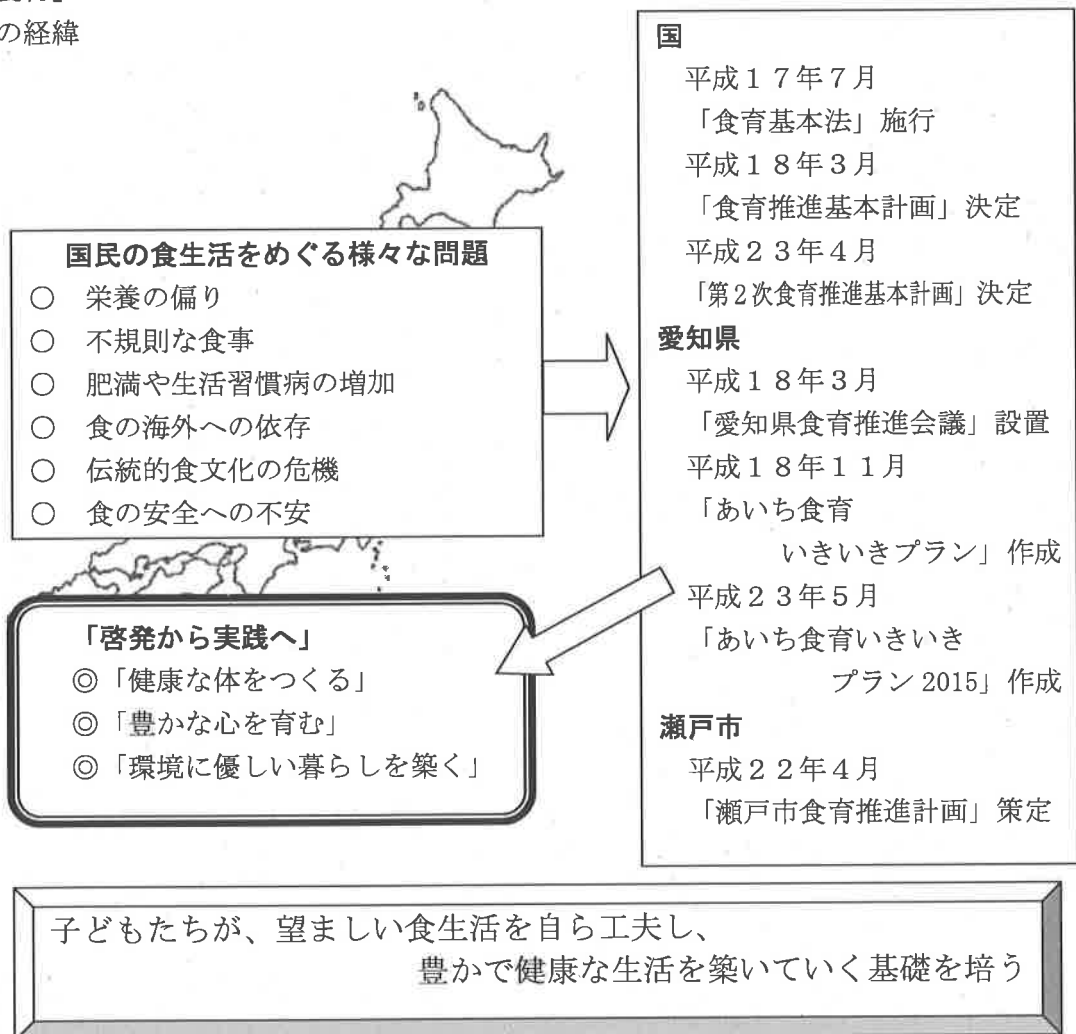 の経緯
国民の食生活をめぐる様々な問題
○ 栄養の偏り
○ 不規則な食事
○ 肥満や生活習慣病の増加
○ 食の海外への依存
○ 伝統的食文化の危機
○ 食の安全への不安
国
平成17年7月
「食育基本法」施行
平成18年3月
「食育推進基本計画」決定
平成23年4月
「第2次食育推進基本計画」決定
愛知県
平成18年3月
「愛知県食育推進会議」設置
平成18年11月
「あいち食育
いきいきプラン」作成
平成23年5月
「あいち食育いきいき
プラン2015」作成
瀬戸市
平成22年4月
「瀬戸市食育推進計画」策定
「啓発から実践へ」
◎「健康な体をつくる」
◎「豊かな心を育む」
◎「環境に優しい暮らしを築く」
子どもたちが、望ましい食生活を自ら工夫し、
豊かで健康な生活を築いていく基礎を培う